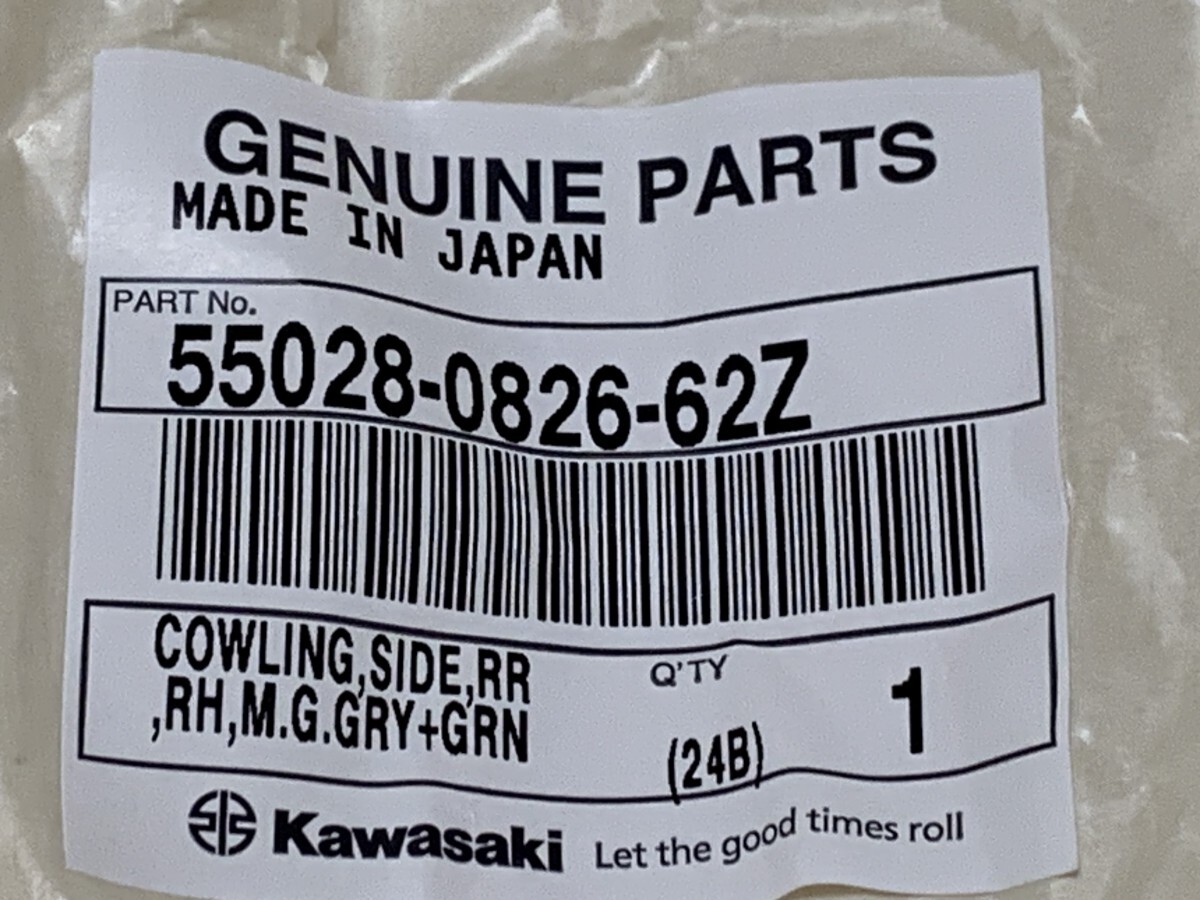 GENUINE PARTS
MADE IN JAPAN
PART No.
55028-0826-62Z
COWLING,SIDE,RR
,RH,M.G.GRY+GRN
Q'TY
(24B)
1
Kawasaki Let the good times roll